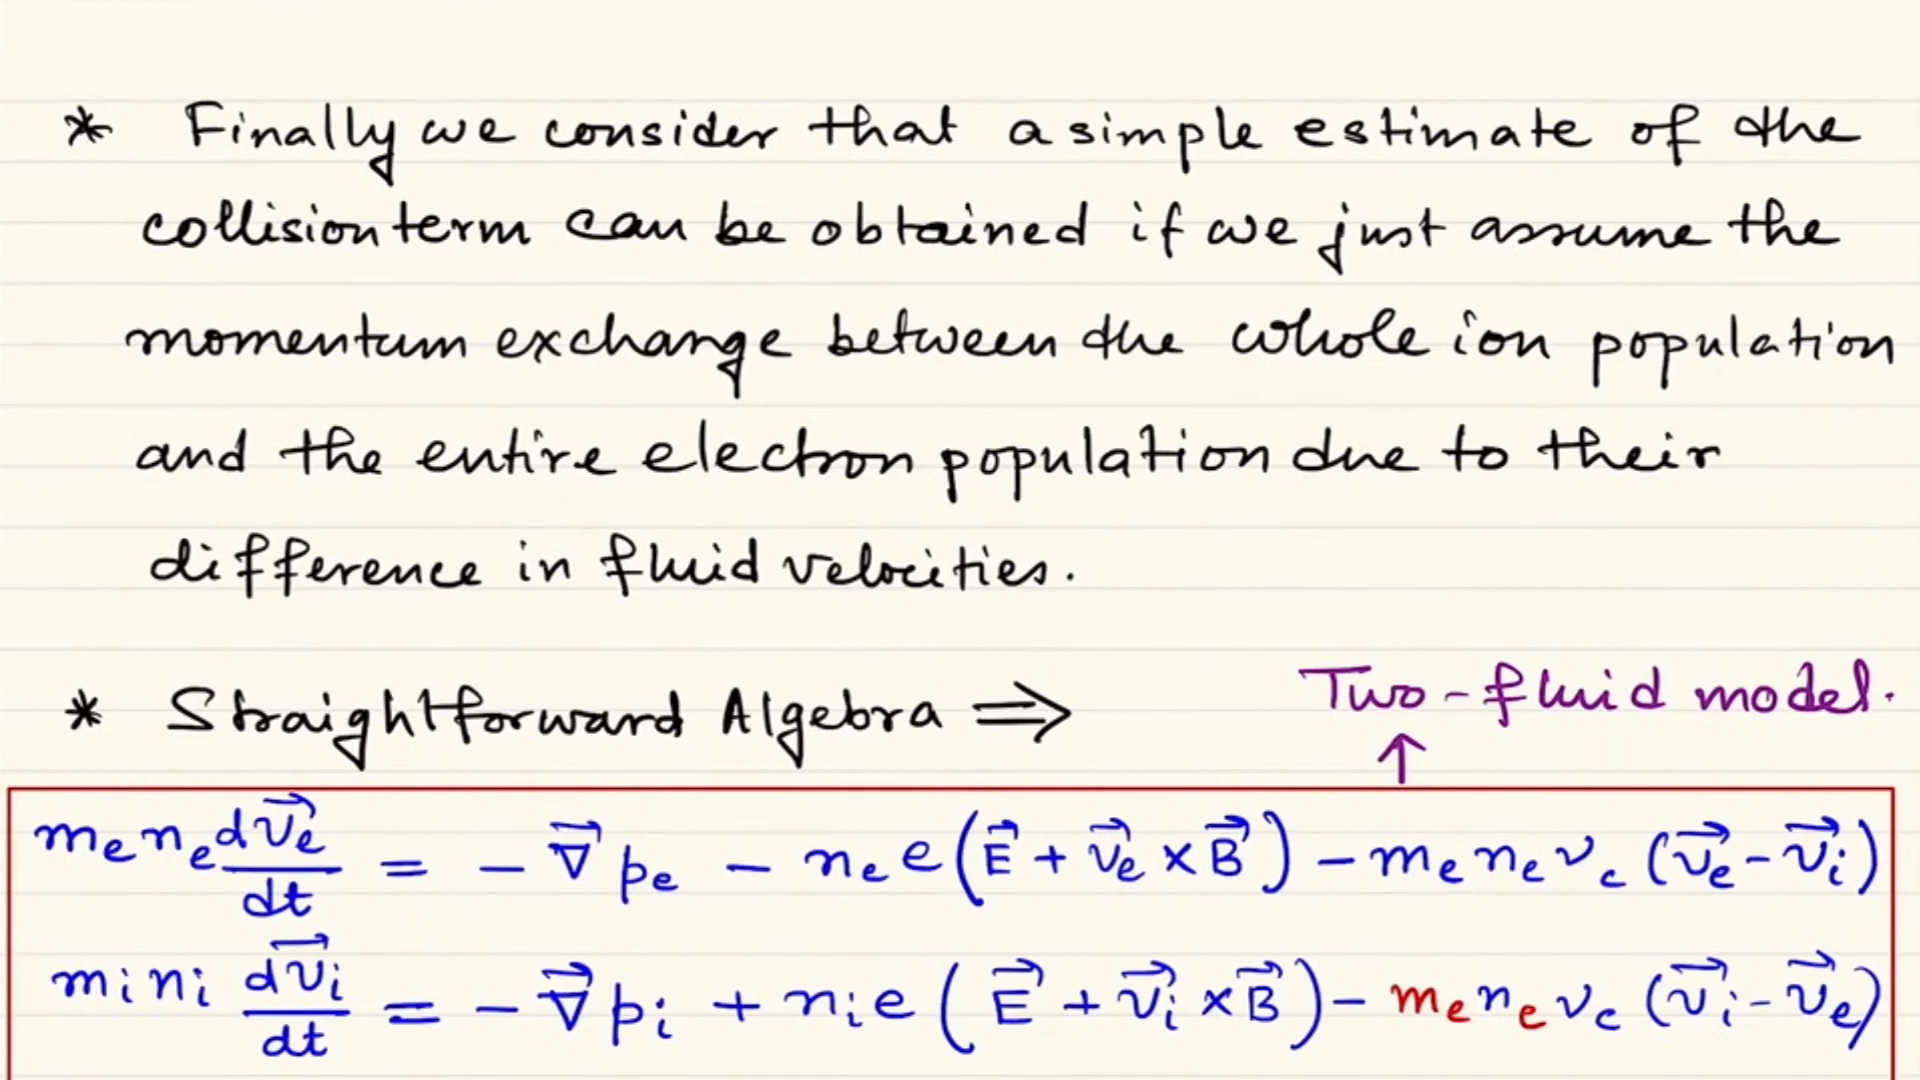 * Finally we consider that a simple estimate of the
collision term can be obtained if we just assume the
momentum exchange between the whole ion population
and the entire electron population due to their
difference in fluid velocities.
* Straightforward Algebra ⇒ Two-fluid model.
↑
mₑnₑ dv⃗ₑ/dt = - ∇⃗pₑ - nₑe(E⃗ + v⃗ₑ × B⃗) - mₑnₑν_c (v⃗ₑ - v⃗ᵢ)
mᵢnᵢ dv⃗ᵢ/dt = - ∇⃗pᵢ + nᵢe (E⃗ + v⃗ᵢ × B⃗) - mₑnₑν_c (v⃗ᵢ - v⃗ₑ)